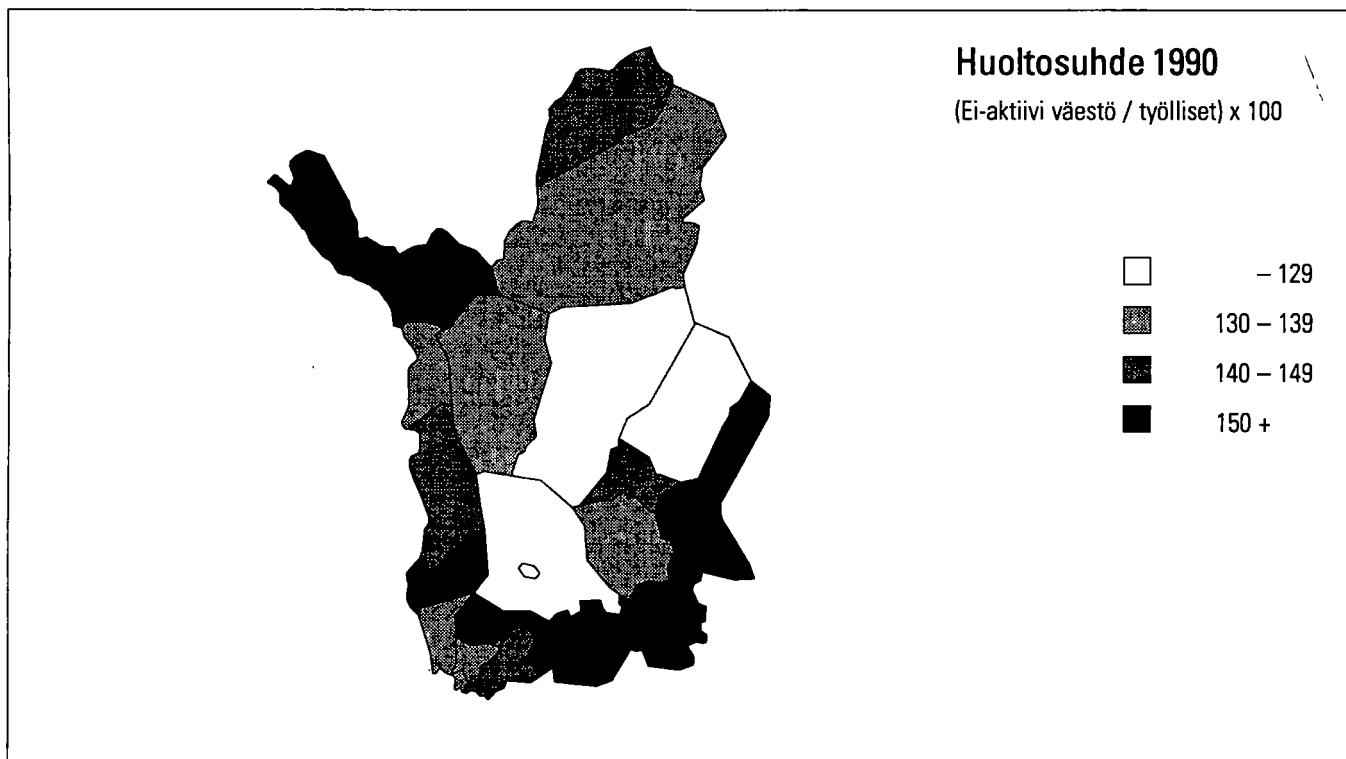 Huoltosuhde 1990
(Ei-aktiivi väestö / työlliset) x 100
– 129
130 – 139
140 – 149
150 +